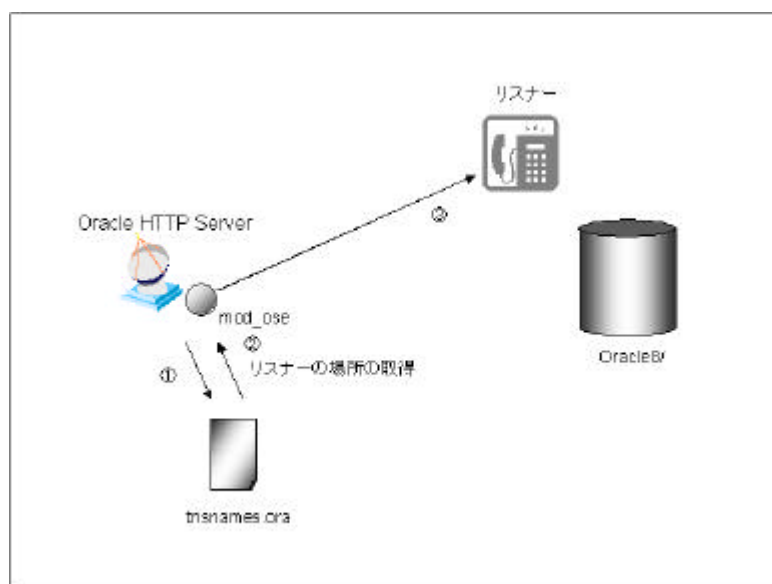 リスナー
③
Oracle HTTP Server
mod_ose
②
リスナーの場所の取得
①
Oracle8i
tnsnames.ora